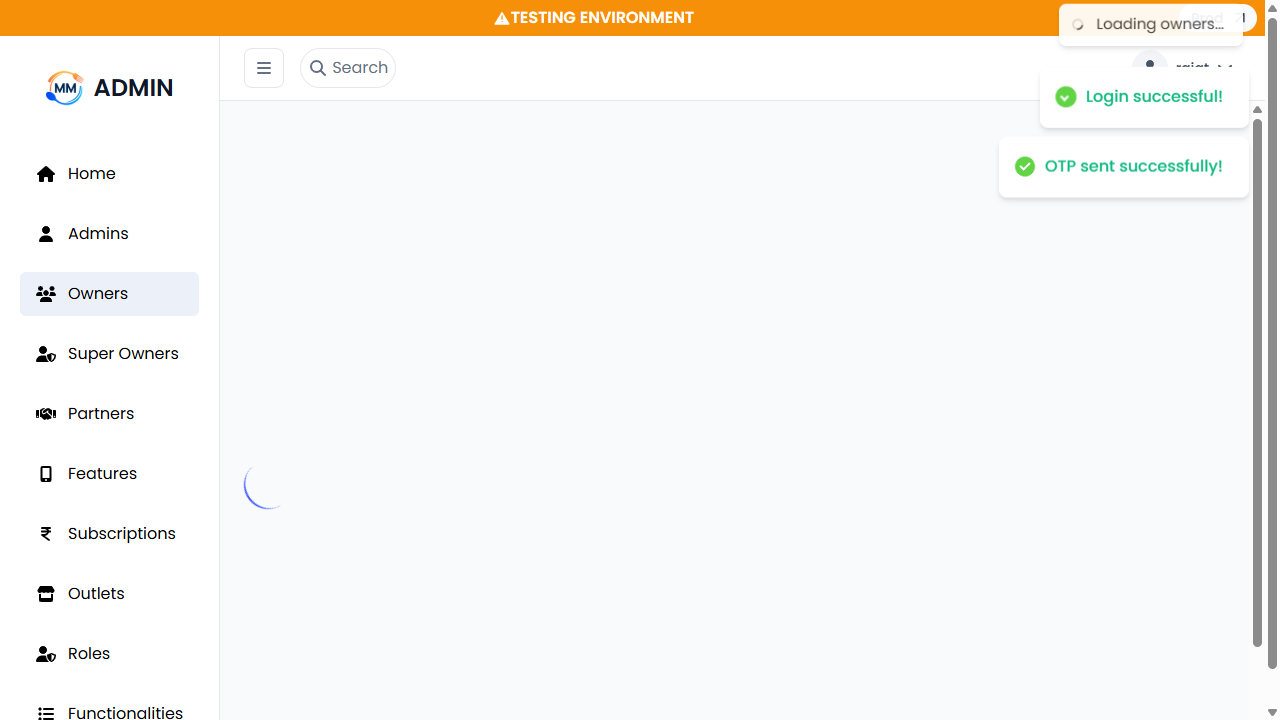 TESTING ENVIRONMENT
Loading owners...
MM ADMIN
Search
Login successful!
OTP sent successfully!
Home
Admins
Owners
Super Owners
Partners
Features
Subscriptions
Outlets
Roles
Functionalities